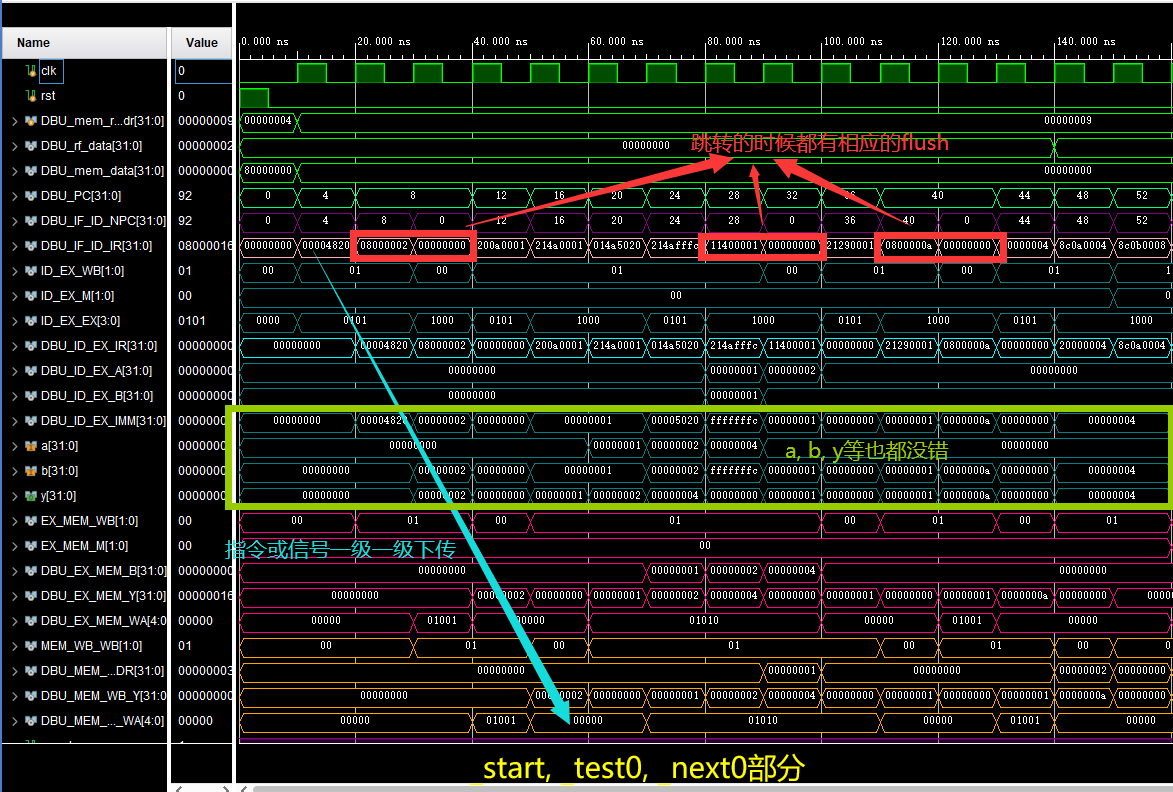 Name Value
0.000 ns 20.000 ns 40.000 ns 60.000 ns 80.000 ns 100.000 ns 120.000 ns 140.000 ns
clk 0
rst 0
DBU_mem_r...dr[31:0] 00000009 00000004 00000009
DBU_rf_data[31:0] 00000002 00000000
跳转的时候都有相应的flush
DBU_mem_data[31:0] 00000000 80000000 00000000
DBU_PC[31:0] 92 0 4 8 12 16 20 24 28 32 36 40 44 48 52
DBU_IF_ID_NPC[31:0] 92 0 4 8 0 12 16 20 24 28 0 36 40 0 44 48 52
DBU_IF_ID_IR[31:0] 08000016 00000000 00004820 08000002 00000000 200a0001 214a0001 014a5020 214afffc 11400001 00000000 21290001 0800000a 00000000 20000004 8c0a0004 8c0b0008
ID_EX_WB[1:0] 01 00 01 00 01 00 01 00 01 1
ID_EX_M[1:0] 00 00 0
ID_EX_EX[3:0] 0101 0000 0101 1000 0101 1000 0101 1000 0101 1000 0101 1000
DBU_ID_EX_IR[31:0] 00000000 00000000 00004820 08000002 00000000 200a0001 214a0001 014a5020 214afffc 11400001 00000000 21290001 0800000a 00000000 20000004 8c0a0004
DBU_ID_EX_A[31:0] 00000000 00000000 00000001 00000002 00000000
DBU_ID_EX_B[31:0] 00000000 00000000 00000001
DBU_ID_EX_IMM[31:0] 00000000 00000000 00004820 00000002 00000000 00000001 00005020 fffffffc 00000001 00000000 00000001 0000000a 00000000 00000004
a[31:0] 00000000 00000000 00000001 00000002 00000004 00000000
a, b, y等也都没错
b[31:0] 00000000 00000000 00000002 00000000 00000001 00000002 fffffffc 00000001 00000000 00000001 0000000a 00000000 00000004
y[31:0] 00000000 00000000 00000002 00000000 00000001 00000002 00000004 00000000 00000001 00000000 00000001 0000000a 00000000 00000004
EX_MEM_WB[1:0] 00 00 01 00 01 00 01 00 01
EX_MEM_M[1:0] 00 00
指令或信号一级一级下传
DBU_EX_MEM_B[31:0] 00000000 00000000 00000001 00000002 00000004 00000000
DBU_EX_MEM_Y[31:0] 00000016 00000000 00000002 00000000 00000001 00000002 00000004 00000000 00000001 00000000 00000001 0000000a 00000000
DBU_EX_MEM_WA[4:0 00000 00000 01001 00000 01010 00000 01001 00000
MEM_WB_WB[1:0] 01 00 01 00 01 00 01 00
DBU_MEM_...DR[31:0] 00000003 00000000 00000001 00000000 00000002 00000000
DBU_MEM_WB_Y[31:0 00000000 00000000 00000002 00000000 00000001 00000002 00000004 00000000 00000001 00000000 00000001 0000000a 00000000
DBU_MEM_..._WA[4:0] 00000 00000 01001 00000 01010 00000 01001 00000
start, test0, next0部分